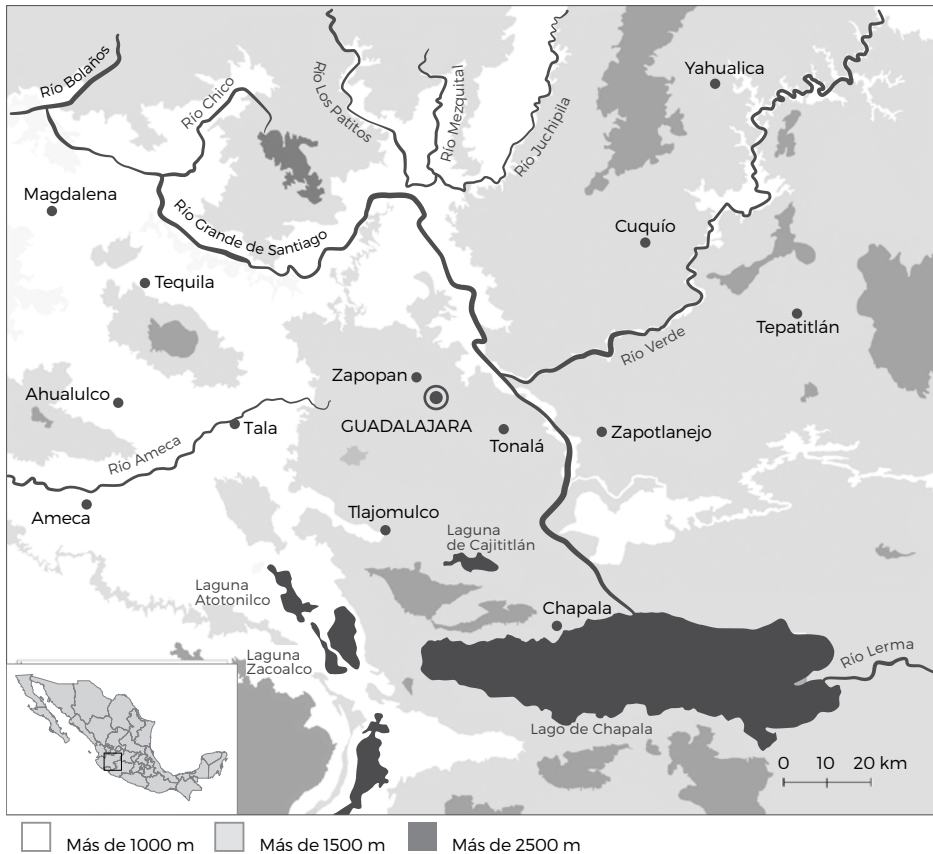 Río Bolaños
Río Chico
Río Los Patitos
Río Mezquital
Río Juchipila
Yahualica
Magdalena
Río Grande de Santiago
Cuquío
Tequila
Tepatitlán
Río Verde
Zapopan
Ahualulco
GUADALAJARA
Tala
Zapotlanejo
Tonalá
Río Ameca
Ameca
Tlajomulco
Laguna
de Cajititlán
Laguna
Atotonilco
Chapala
Laguna
Zacoalco
Río Lerma
Lago de Chapala
0 10 20 km
Más de 1000 m Más de 1500 m Más de 2500 m